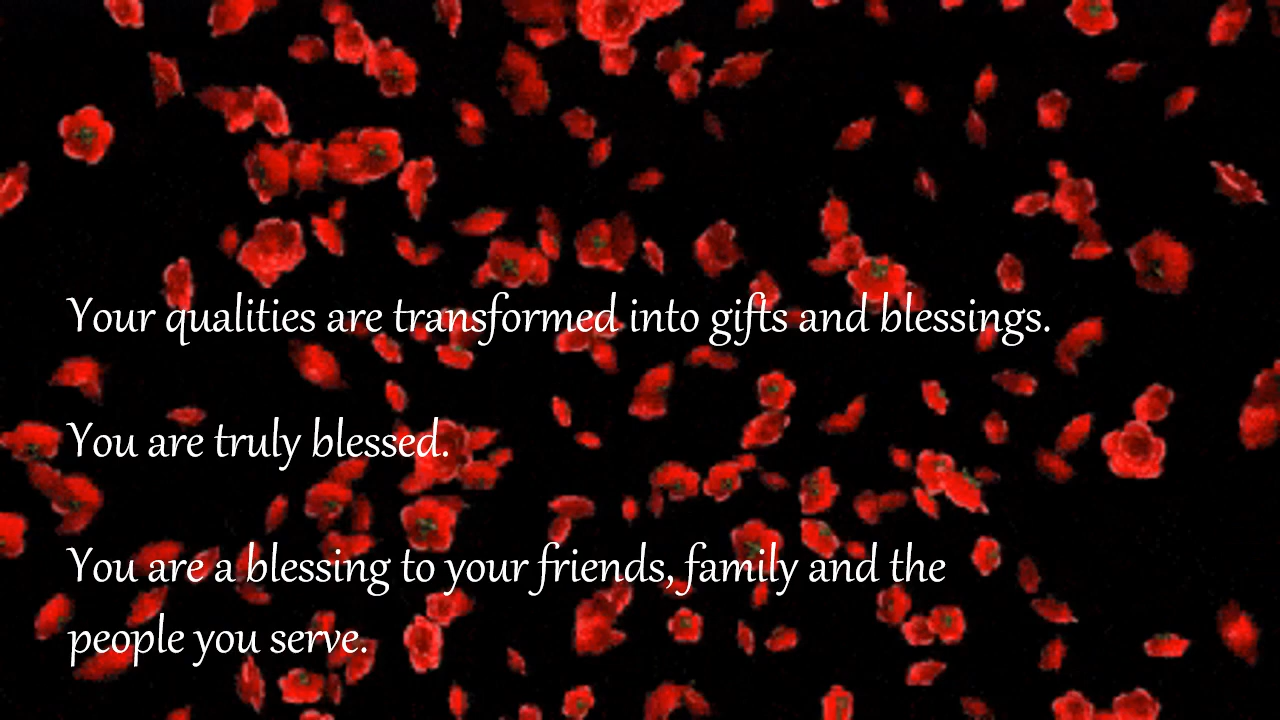 Your qualities are transformed into gifts and blessings.
You are truly blessed.
You are a blessing to your friends, family and the
people you serve.